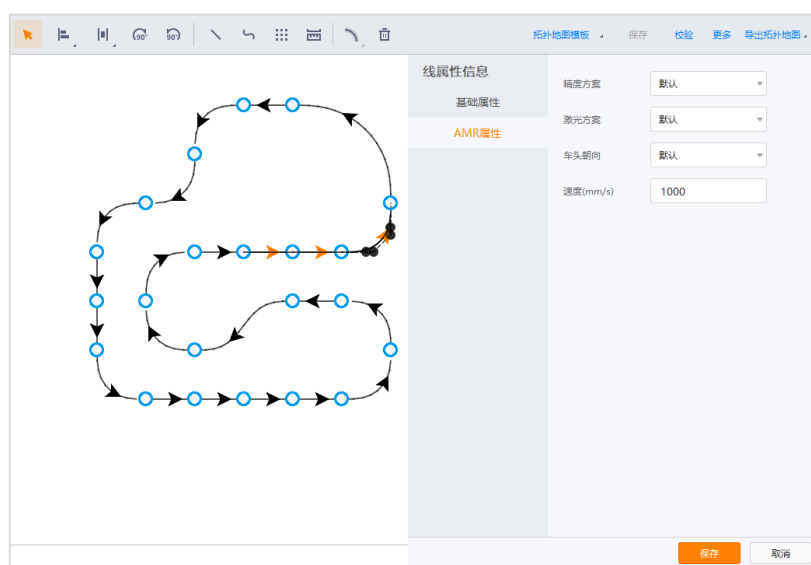 90° 90° 拓扑地图模板 保存 校验 更多 导出拓扑地图
线属性信息
基础属性
AMR属性
精度方案 默认
激光方案 默认
车头朝向 默认
速度(mm/s) 1000
保存 取消